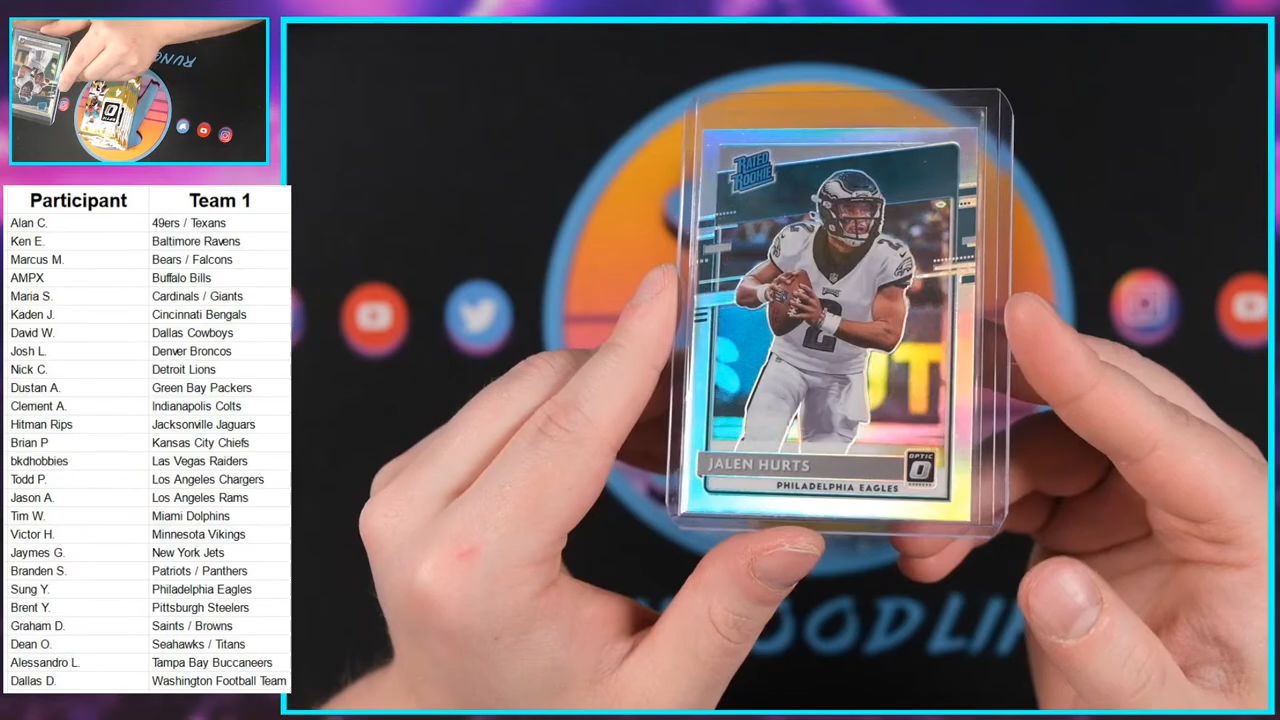 Participant Team 1
Alan C. 49ers / Texans
Ken E. Baltimore Ravens
Marcus M. Bears / Falcons
AMPX Buffalo Bills
Maria S. Cardinals / Giants
Kaden J. Cincinnati Bengals
David W. Dallas Cowboys
Josh L. Denver Broncos
Nick C. Detroit Lions
Dustan A. Green Bay Packers
Clement A. Indianapolis Colts
Hitman Rips Jacksonville Jaguars
Brian P Kansas City Chiefs
bkdhobbies Las Vegas Raiders
Todd P. Los Angeles Chargers
Jason A. Los Angeles Rams
Tim W. Miami Dolphins
Victor H. Minnesota Vikings
Jaymes G. New York Jets
Branden S. Patriots / Panthers
Sung Y. Philadelphia Eagles
Brent Y. Pittsburgh Steelers
Graham D. Saints / Browns
Dean O. Seahawks / Titans
Alessandro L. Tampa Bay Buccaneers
Dallas D. Washington Football Team
RATED
ROOKIE
2
JALEN HURTS
OPTIC
PHILADELPHIA EAGLES